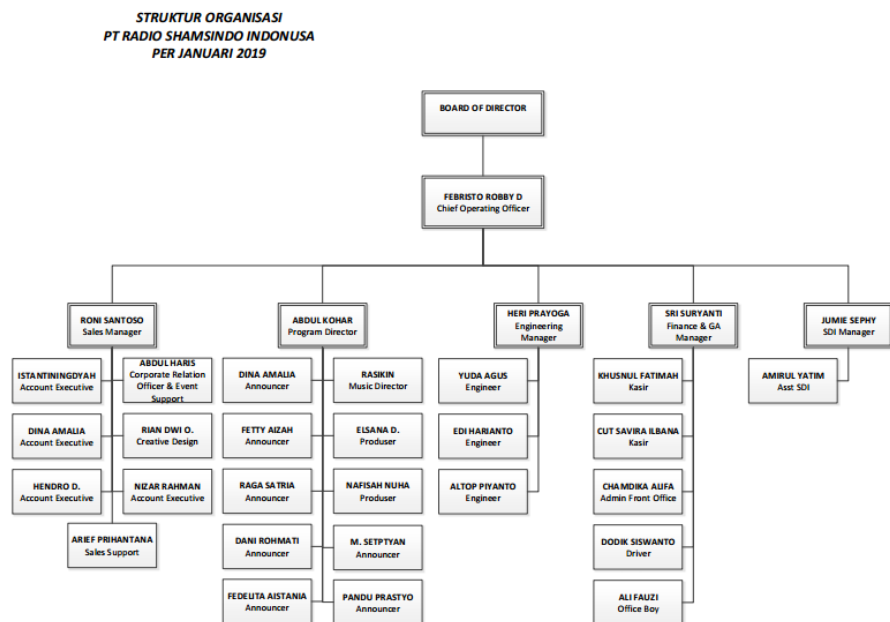 STRUKTUR ORGANISASI
PT RADIO SHAMSINDO INDONUSA
PER JANUARI 2019
BOARD OF DIRECTOR
FEBRISTO ROBBY D
Chief Operating Officer
RONI SANTOSO
Sales Manager
ABDUL KOHAR
Program Director
HERI PRAYOGA
Engineering
Manager
SRI SURYANTI
Finance & GA
Manager
JUMIE SEPHY
SDI Manager
ISTANTININGDYAH
Account Executive
ABDUL HARIS
Corporate Relation
Officer & Event
Support
DINA AMALIA
Announcer
RASIKIN
Music Director
YUDA AGUS
Engineer
KHUSNUL FATIMAH
Kasir
AMIRUL YATIM
Asst SDI
DINA AMALIA
Account Executive
RIAN DWI O.
Creative Design
FETTY AIZAH
Announcer
ELSANA D.
Produser
EDI HARIANTO
Engineer
CUT SAVIRA ILBANA
Kasir
HENDRO D.
Account Executive
NIZAR RAHMAN
Account Executive
RAGA SATRIA
Announcer
NAFISAH NUHA
Produser
ALTOP PIYANTO
Engineer
CHAMDIKA ALIFA
Admin Front Office
ARIEF PRIHANTANA
Sales Support
DANI ROHMATI
Announcer
M. SETPTYAN
Announcer
DODIK SISWANTO
Driver
FEDELITA AISTANIA
Announcer
PANDU PRASTYO
Announcer
ALI FAUZI
Office Boy